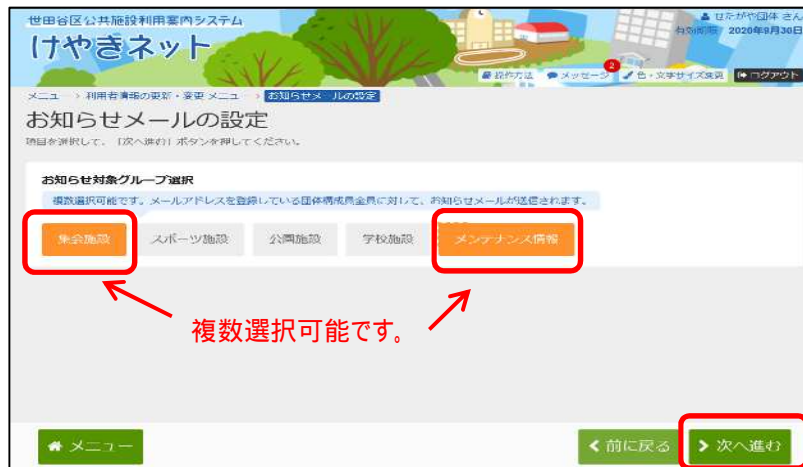 世田谷区公共施設利用案内システム
けやきネット
せたがや団体 さん
有効期限 2020年9月30日
操作方法
メッセージ
2
色・文字サイズ変更
ログアウト
メニュー → 利用者情報の更新・変更 メニュー → お知らせメールの設定
お知らせメールの設定
項目を選択して、「次へ進む」ボタンを押してください。
お知らせ対象グループ選択
複数選択可能です。メールアドレスを登録している団体構成員全員に対して、お知らせメールが送信されます。
集会施設 スポーツ施設 公園施設 学校施設 メンテナンス情報
複数選択可能です。
メニュー
前に戻る
次へ進む